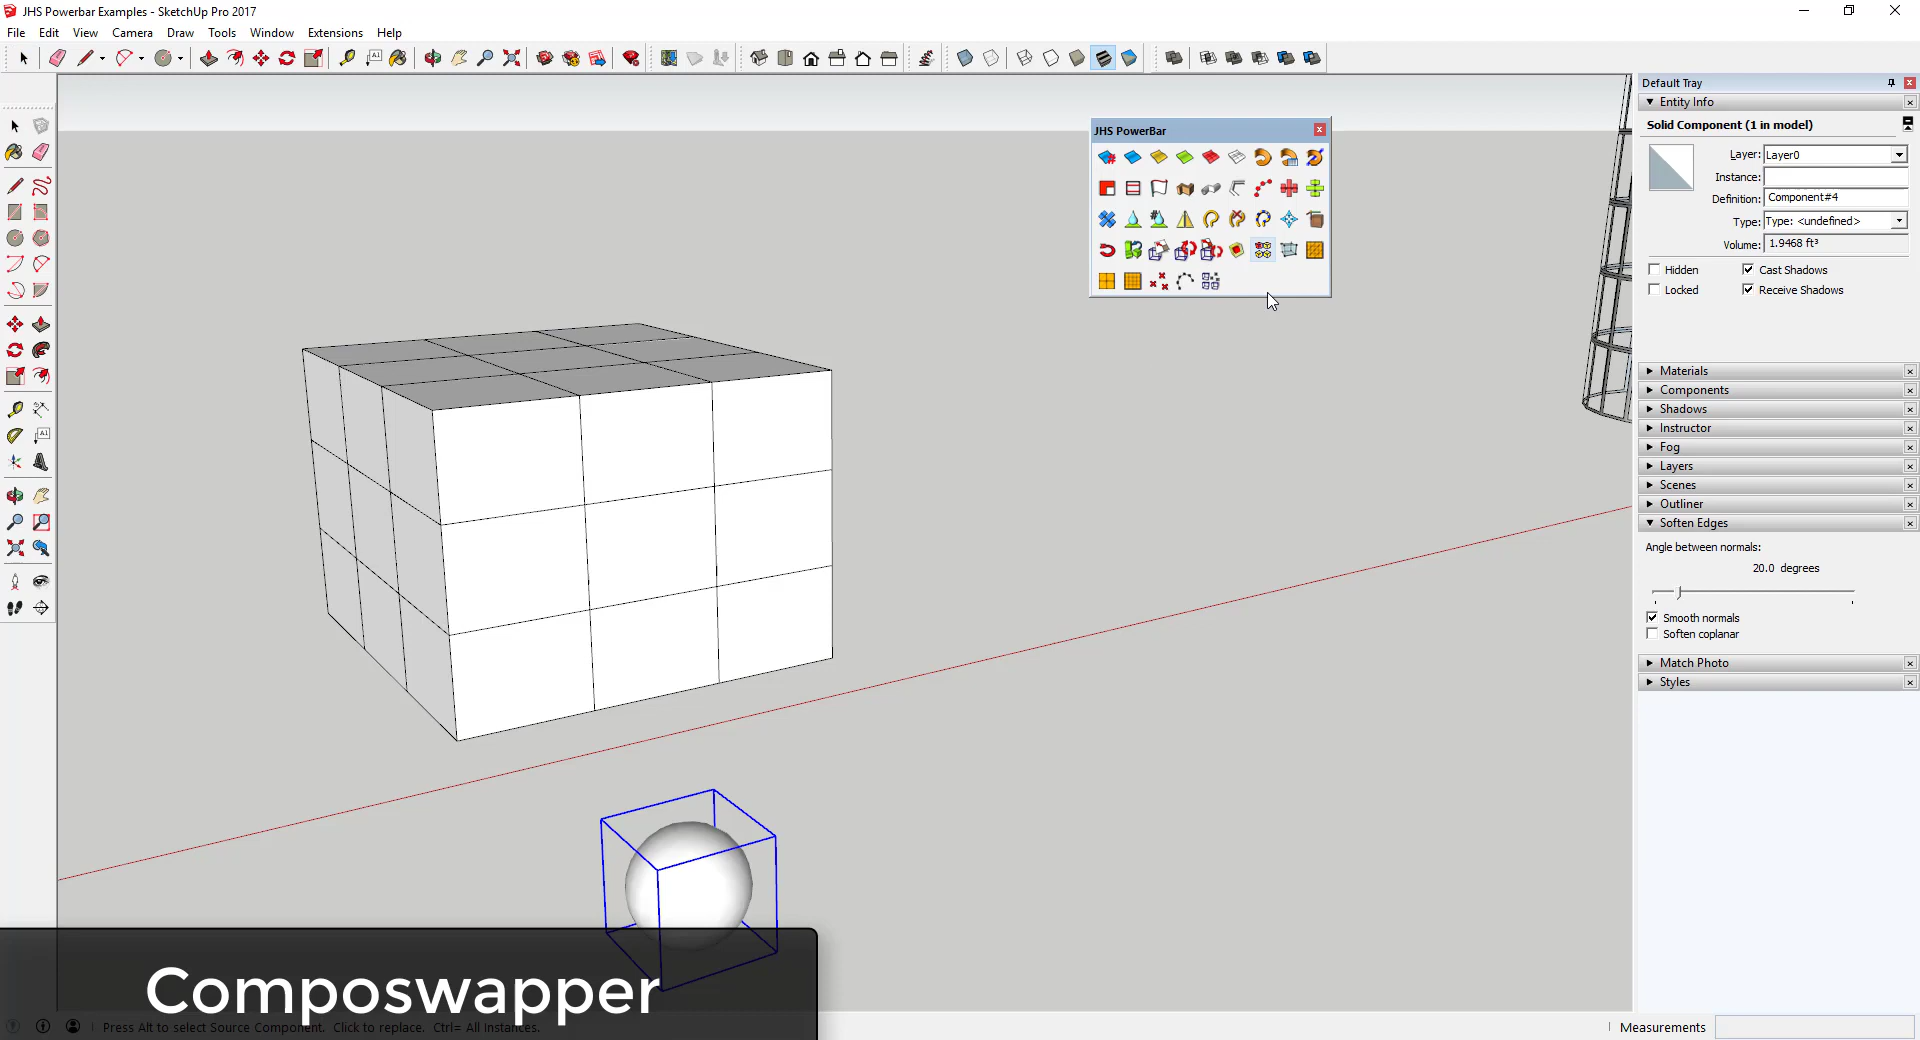 JHS Powerbar Examples - SketchUp Pro 2017
File Edit View Camera Draw Tools Window Extensions Help
Default Tray
Entity Info
Solid Component (1 in model)
Layer: Layer0
Instance:
Definition: Component#4
Type: Type: <undefined>
Volume: 1.9468 ft³
Hidden Cast Shadows
Locked Receive Shadows
JHS PowerBar
Materials
Components
Shadows
Instructor
Fog
Layers
Scenes
Outliner
Soften Edges
Angle between normals:
20.0 degrees
Smooth normals
Soften coplanar
Match Photo
Styles
Composwapper
Press Alt to select Source Component. Click to replace. Ctrl= All Instances.
Measurements